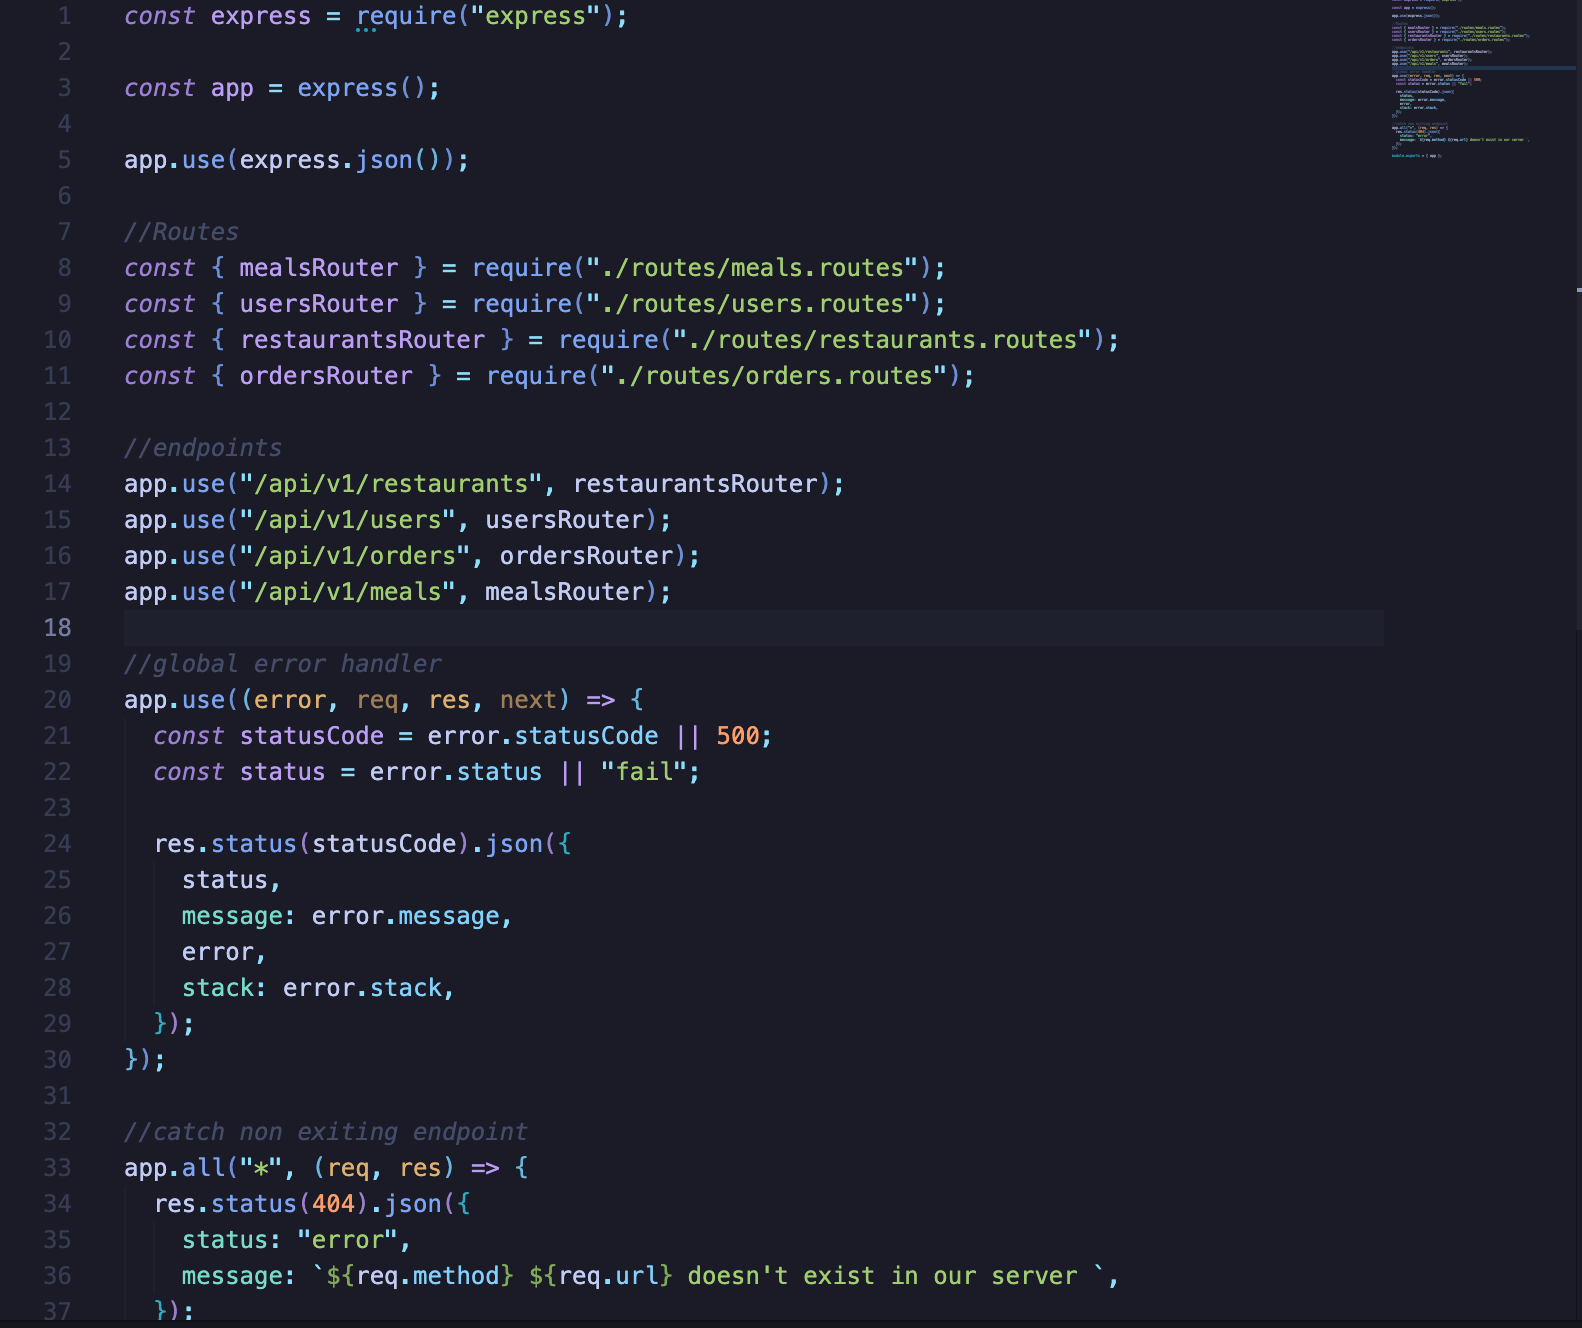 1 const express = require("express");
2
3 const app = express();
4
5 app.use(express.json());
6
7 //Routes
8 const { mealsRouter } = require("./routes/meals.routes");
9 const { usersRouter } = require("./routes/users.routes");
10 const { restaurantsRouter } = require("./routes/restaurants.routes");
11 const { ordersRouter } = require("./routes/orders.routes");
12
13 //endpoints
14 app.use("/api/v1/restaurants", restaurantsRouter);
15 app.use("/api/v1/users", usersRouter);
16 app.use("/api/v1/orders", ordersRouter);
17 app.use("/api/v1/meals", mealsRouter);
18
19 //global error handler
20 app.use((error, req, res, next) => {
21 const statusCode = error.statusCode || 500;
22 const status = error.status || "fail";
23
24 res.status(statusCode).json({
25 status,
26 message: error.message,
27 error,
28 stack: error.stack,
29 });
30 });
31
32 //catch non exiting endpoint
33 app.all("*", (req, res) => {
34 res.status(404).json({
35 status: "error",
36 message: `${req.method} ${req.url} doesn't exist in our server `,
37 });